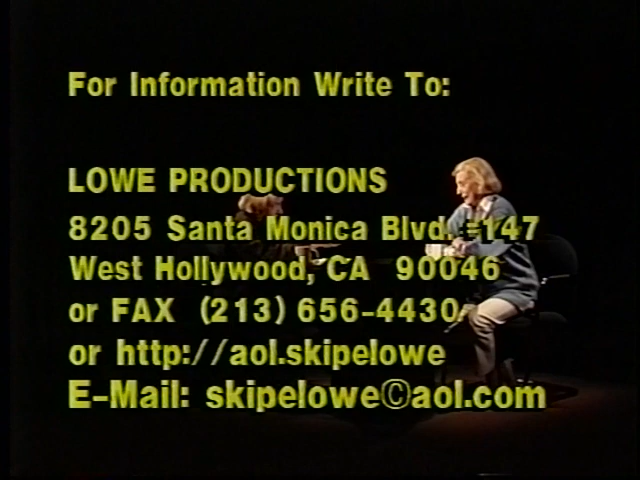 For Information Write To:
LOWE PRODUCTIONS
8205 Santa Monica Blvd. #147
West Hollywood, CA 90046
or FAX (213) 656-4430
or http://aol.skipelowe
E-Mail: skipelowe©aol.com